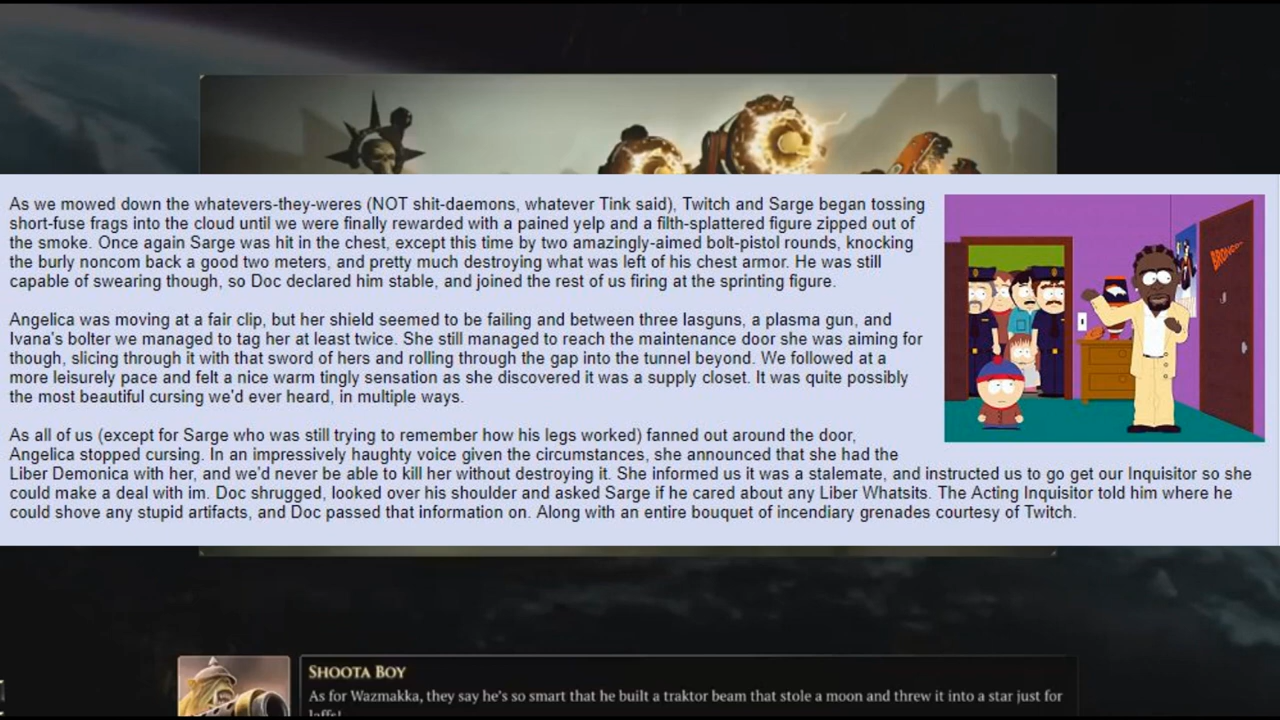 As we mowed down the whatevers-they-weres (NOT shit-daemons, whatever Tink said), Twitch and Sarge began tossing
short-fuse frags into the cloud until we were finally rewarded with a pained yelp and a filth-splattered figure zipped out of
the smoke. Once again Sarge was hit in the chest, except this time by two amazingly-aimed bolt-pistol rounds, knocking
the burly noncom back a good two meters, and pretty much destroying what was left of his chest armor. He was still
capable of swearing though, so Doc declared him stable, and joined the rest of us firing at the sprinting figure.
Angelica was moving at a fair clip, but her shield seemed to be failing and between three lasguns, a plasma gun, and
Ivana's bolter we managed to tag her at least twice. She still managed to reach the maintenance door she was aiming for
though, slicing through it with that sword of hers and rolling through the gap into the tunnel beyond. We followed at a
more leisurely pace and felt a nice warm tingly sensation as she discovered it was a supply closet. It was quite possibly
the most beautiful cursing we'd ever heard, in multiple ways.
As all of us (except for Sarge who was still trying to remember how his legs worked) fanned out around the door,
Angelica stopped cursing. In an impressively haughty voice given the circumstances, she announced that she had the
Liber Demonica with her, and we'd never be able to kill her without destroying it. She informed us it was a stalemate, and instructed us to go get our Inquisitor so she
could make a deal with im. Doc shrugged, looked over his shoulder and asked Sarge if he cared about any Liber Whatsits. The Acting Inquisitor told him where he
could shove any stupid artifacts, and Doc passed that information on. Along with an entire bouquet of incendiary grenades courtesy of Twitch.
BRONCOS
SHOOTA BOY
As for Wazmakka, they say he's so smart that he built a traktor beam that stole a moon and threw it into a star just for
laffs!